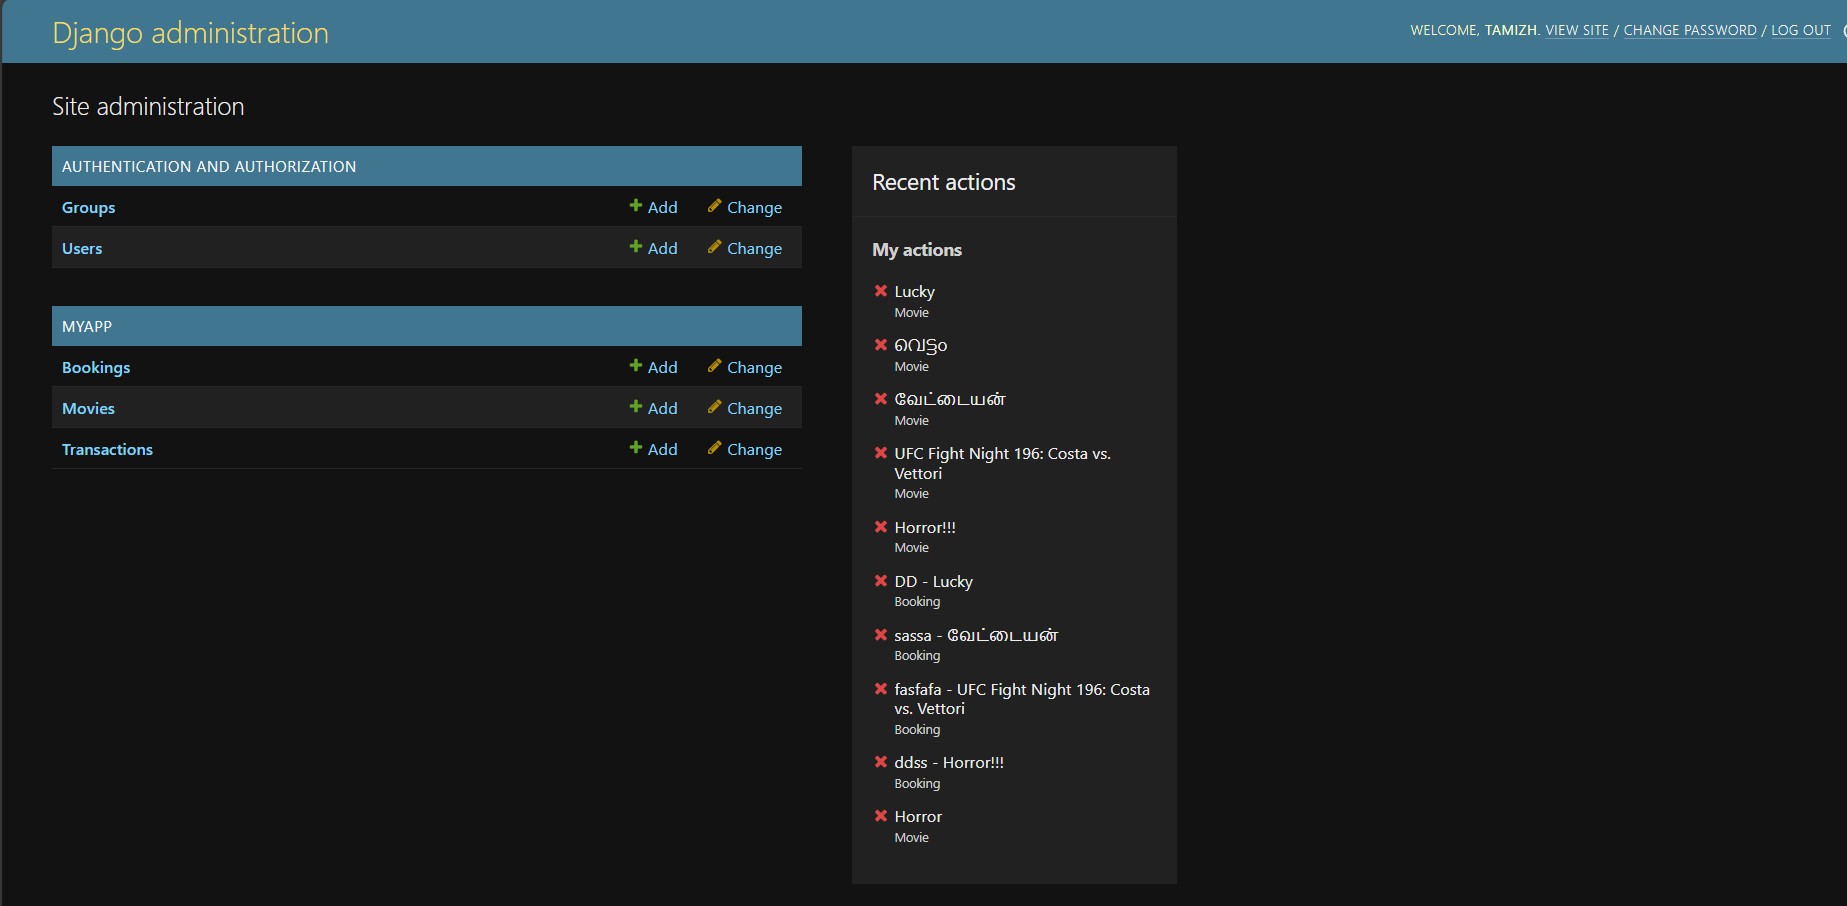 Django administration
WELCOME, TAMIZH. VIEW SITE / CHANGE PASSWORD / LOG OUT
Site administration
AUTHENTICATION AND AUTHORIZATION
Groups Add Change
Users Add Change
MYAPP
Bookings Add Change
Movies Add Change
Transactions Add Change
Recent actions
My actions
Lucky
Movie
വെട്ടം
Movie
வேட்டையன்
Movie
UFC Fight Night 196: Costa vs.
Vettori
Movie
Horror!!!
Movie
DD - Lucky
Booking
sassa - வேட்டையன்
Booking
fasfafa - UFC Fight Night 196: Costa
vs. Vettori
Booking
ddss - Horror!!!
Booking
Horror
Movie